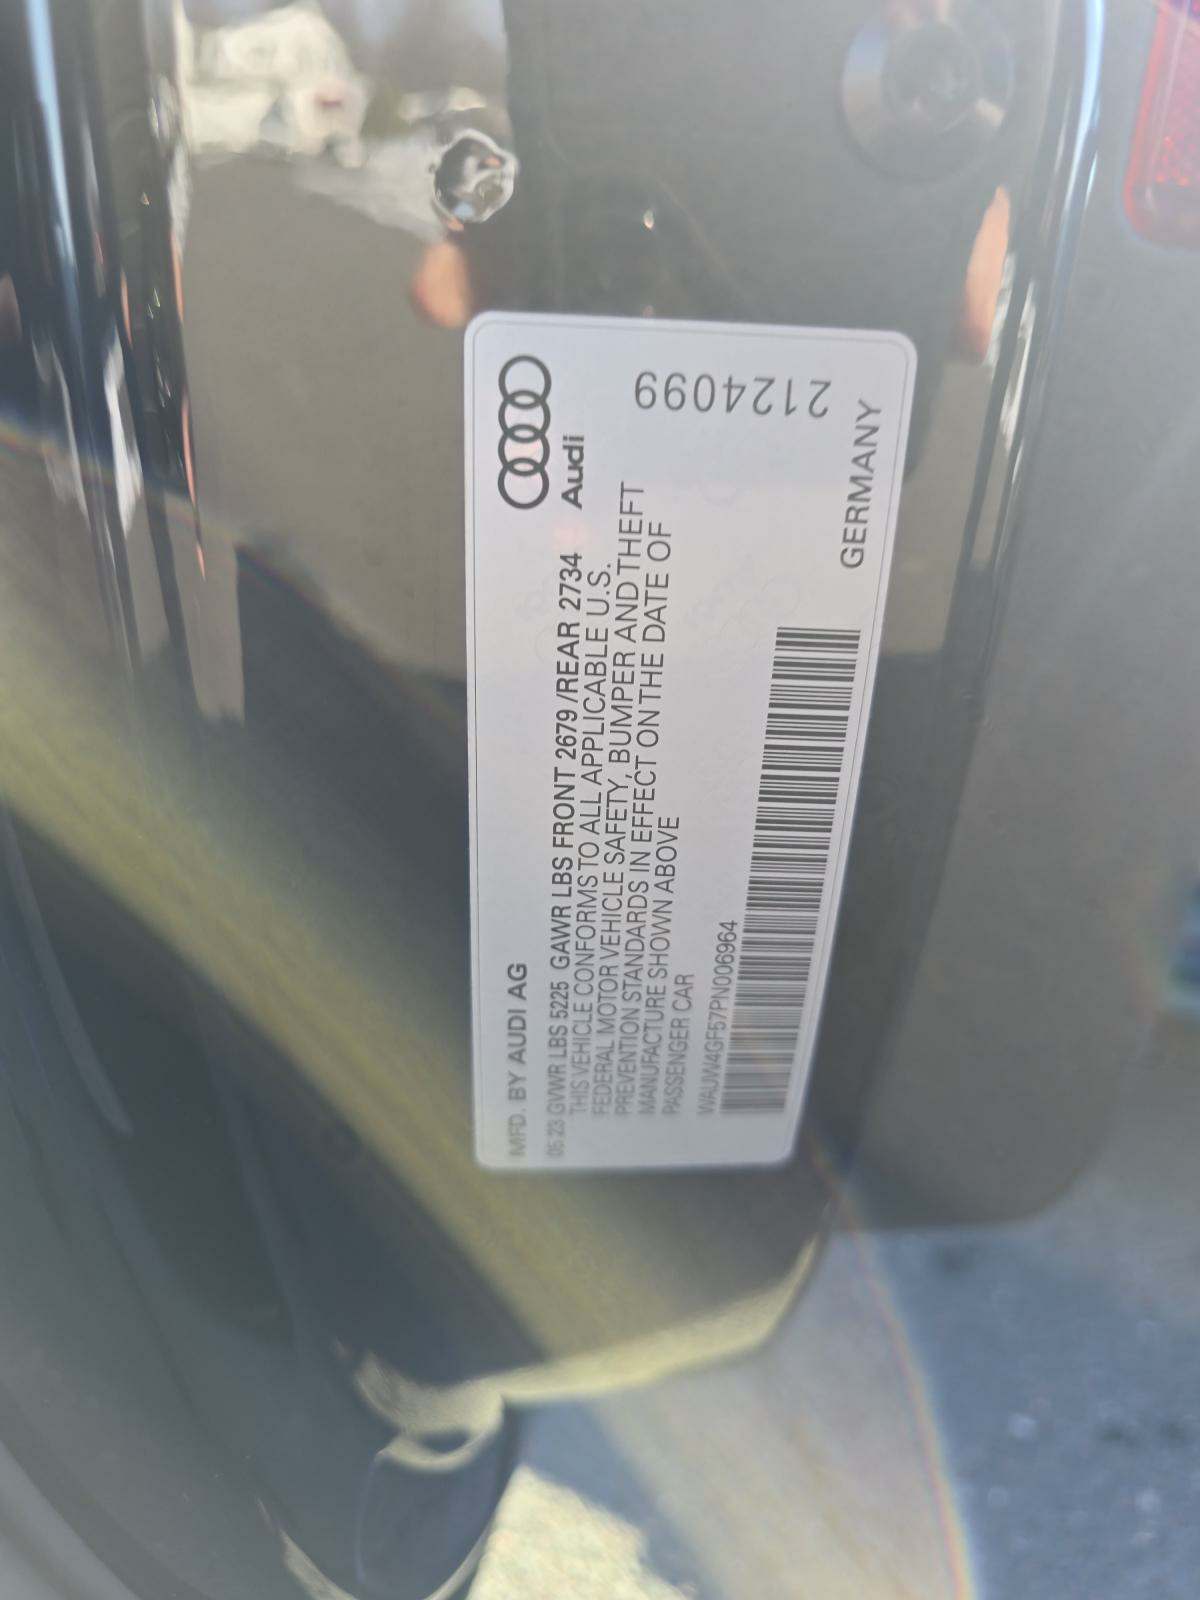 Audi
MFD. BY AUDI AG
05 23 GVWR LBS 5225 GAWR LBS FRONT 2679 /REAR 2734
THIS VEHICLE CONFORMS TO ALL APPLICABLE U.S.
FEDERAL MOTOR VEHICLE SAFETY, BUMPER AND THEFT
PREVENTION STANDARDS IN EFFECT ON THE DATE OF
MANUFACTURE SHOWN ABOVE
PASSENGER CAR
WAUW4GF57PN006964
2124099
GERMANY